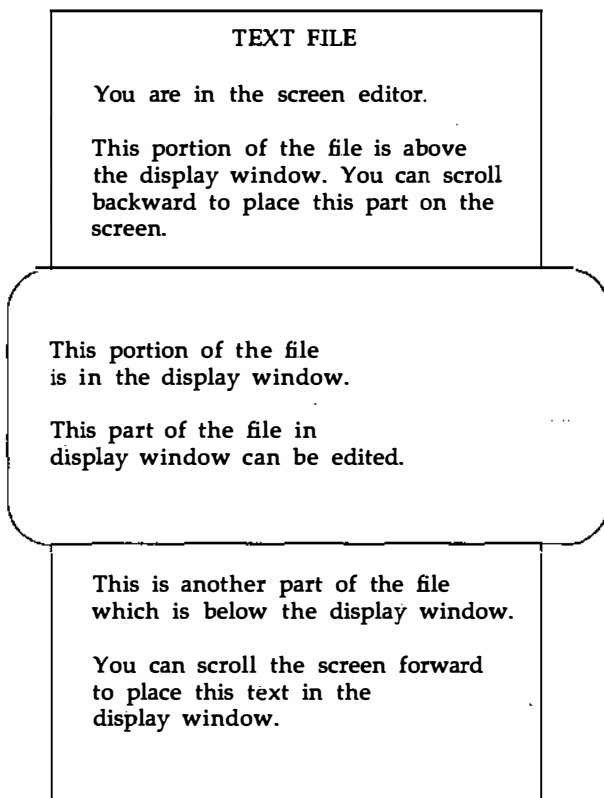 TEXT FILE
You are in the screen editor.
This portion of the file is above
the display window. You can scroll
backward to place this part on the
screen.
This portion of the file
is in the display window.
This part of the file in
display window can be edited.
This is another part of the file
which is below the display window.
You can scroll the screen forward
to place this text in the
display window.